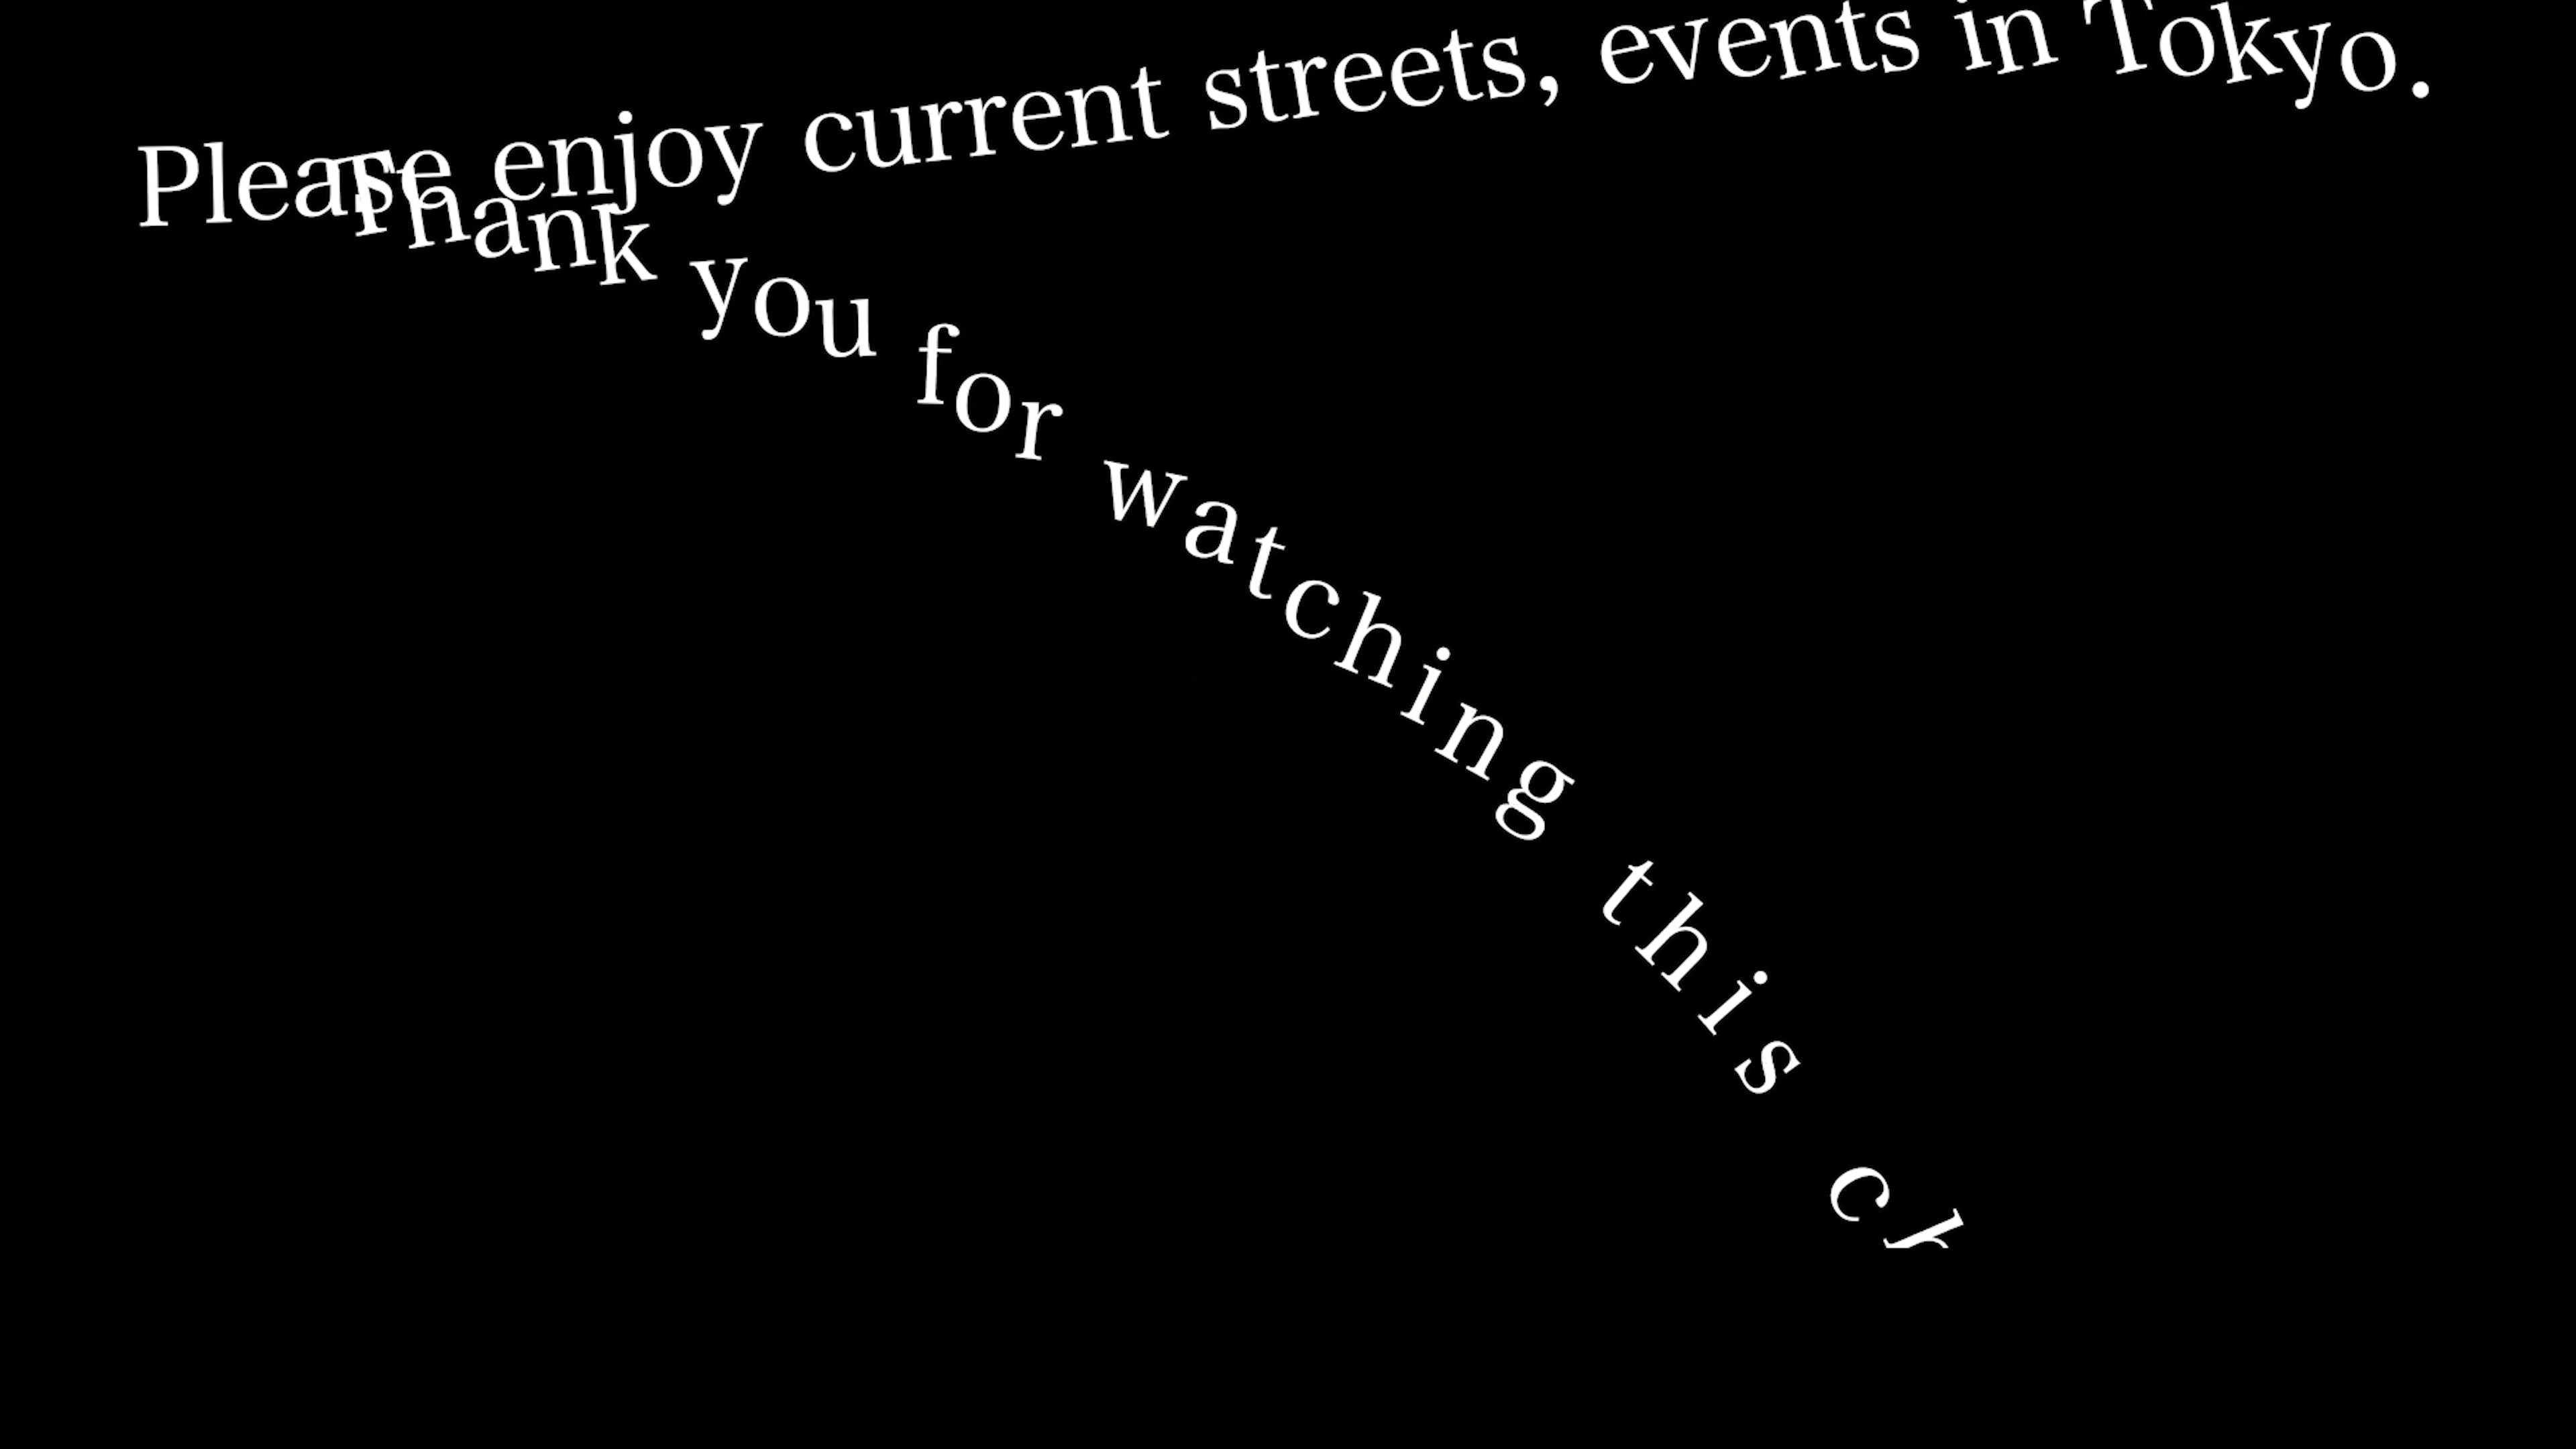 Please enjoy current streets, events in Tokyo.
Thank you for watching this